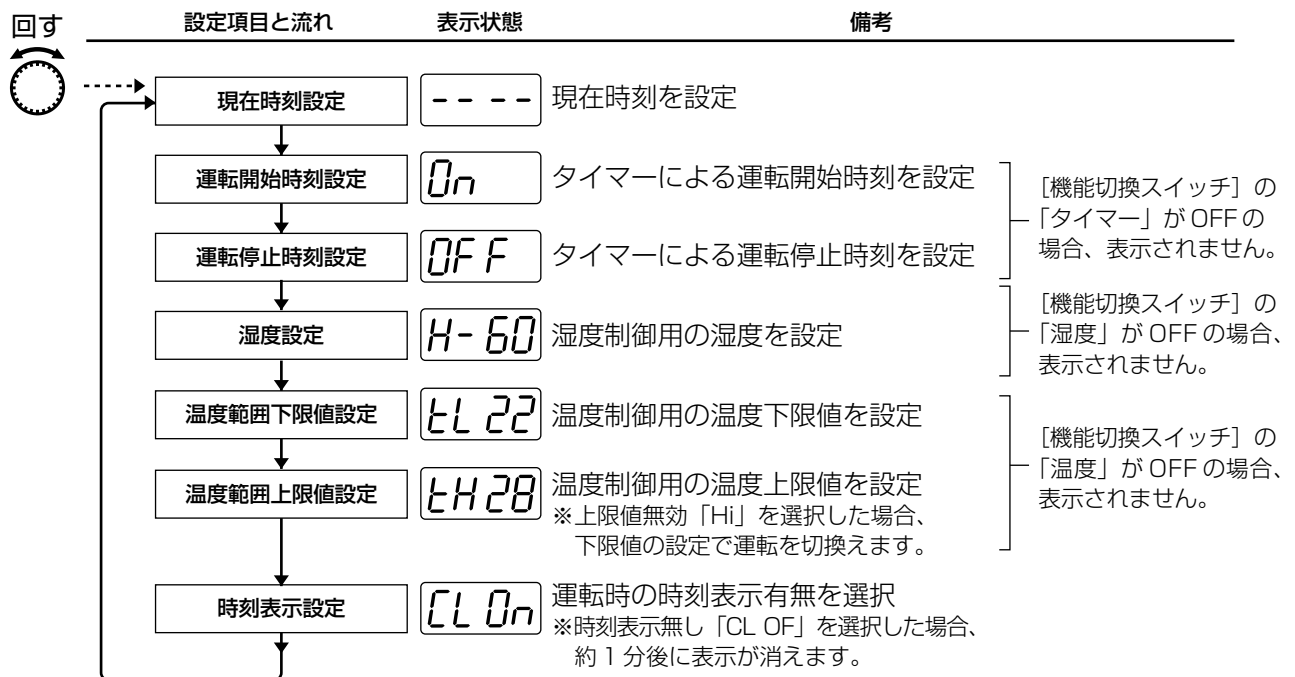 回す
設定項目と流れ 表示状態 備考
現在時刻設定 ---- 現在時刻を設定
運転開始時刻設定 On タイマーによる運転開始時刻を設定
運転停止時刻設定 OFF タイマーによる運転停止時刻を設定
［機能切換スイッチ］の
「タイマー」が OFF の
場合、表示されません。
湿度設定 H-60 湿度制御用の湿度を設定
［機能切換スイッチ］の
「湿度」が OFF の場合、
表示されません。
温度範囲下限値設定 tL 22 温度制御用の温度下限値を設定
温度範囲上限値設定 tH28 温度制御用の温度上限値を設定
※上限値無効「Hi」を選択した場合、
下限値の設定で運転を切換えます。
［機能切換スイッチ］の
「温度」が OFF の場合、
表示されません。
時刻表示設定 CL On 運転時の時刻表示有無を選択
※時刻表示無し「CL OF」を選択した場合、
約 1 分後に表示が消えます。